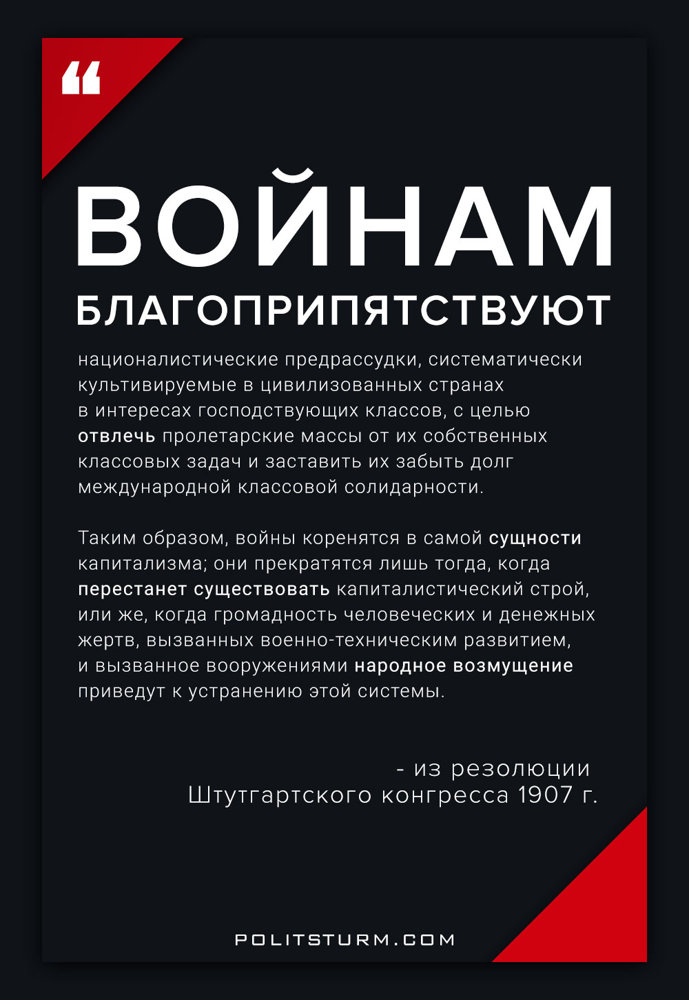 ❝
ВОЙНАМ
БЛАГОПРИПЯТСТВУЮТ
националистические предрассудки, систематически
культивируемые в цивилизованных странах
в интересах господствующих классов, с целью
отвлечь пролетарские массы от их собственных
классовых задач и заставить их забыть долг
международной классовой солидарности.
Таким образом, войны коренятся в самой сущности
капитализма; они прекратятся лишь тогда, когда
перестанет существовать капиталистический строй,
или же, когда громадность человеческих и денежных
жертв, вызванных военно-техническим развитием,
и вызванное вооружениями народное возмущение
приведут к устранению этой системы.
- из резолюции
Штутгартского конгресса 1907 г.
POLITSTURM.COM